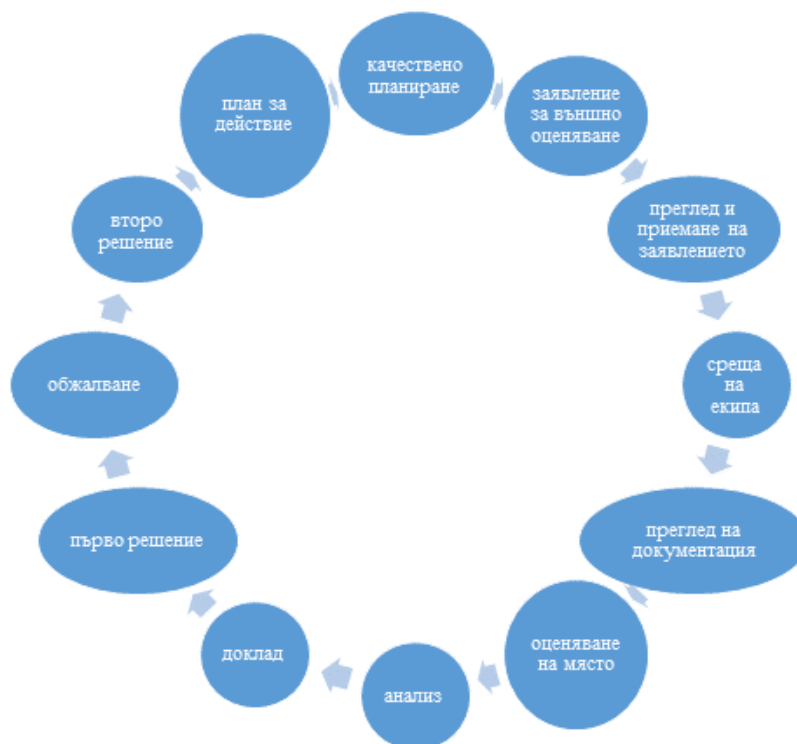 качествено
планиране
заявление
за външно
оценяване
преглед и
приемане на
заявлението
среща
на
екипа
преглед на
документация
оценяване
на място
анализ
доклад
първо решение
обжалване
второ
решение
план за
действие